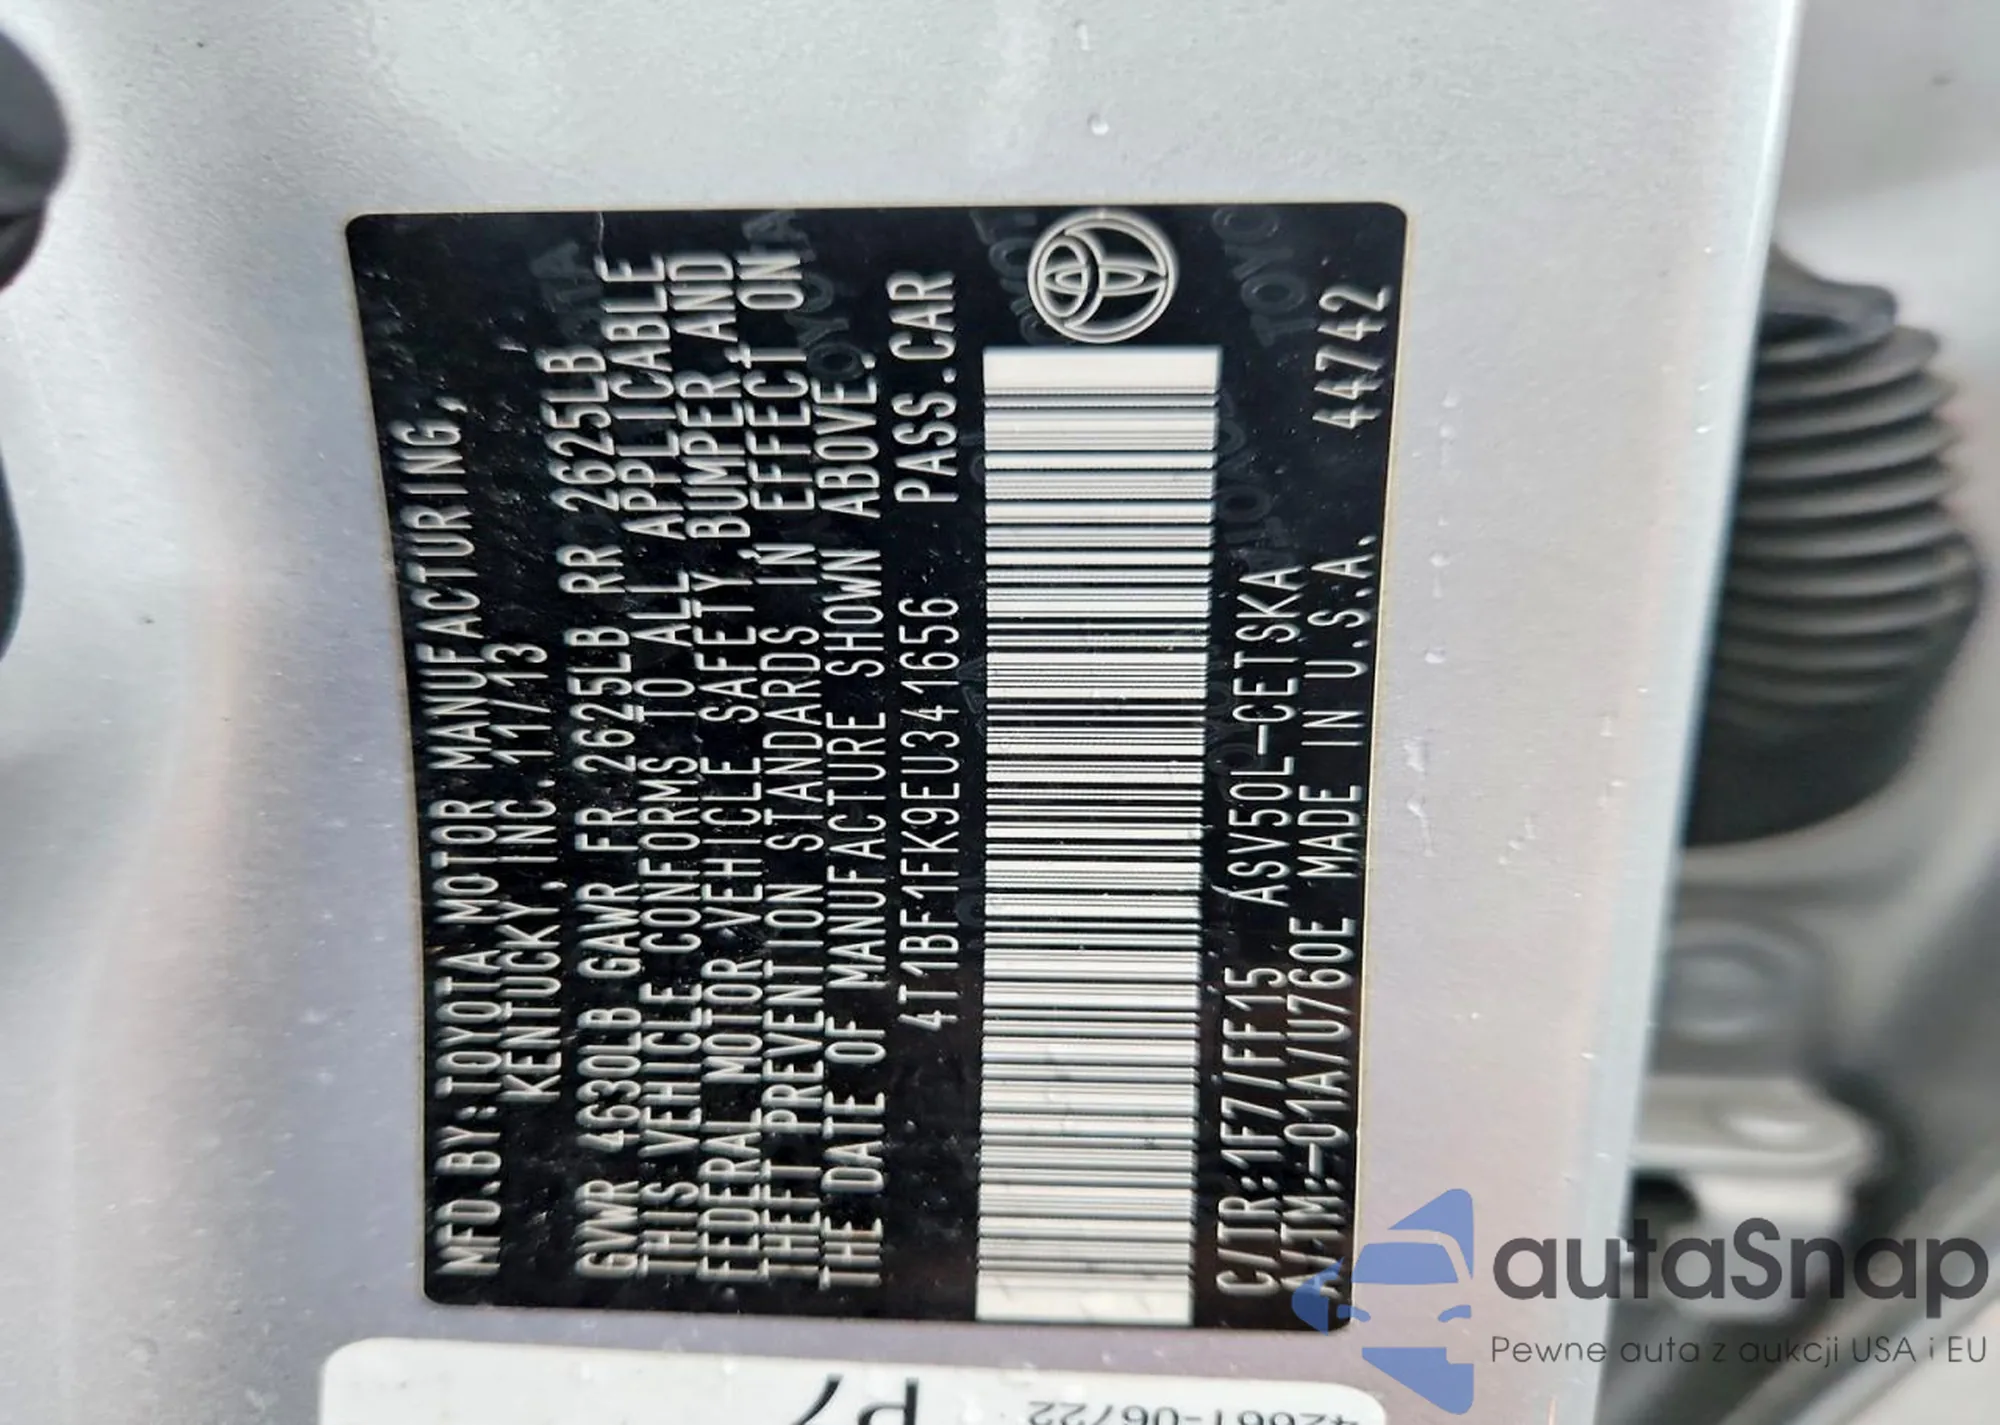 MFD.BY:TOYOTA MOTOR MANUFACTURING,
KENTUCKY, INC. 11/13
GVWR 4630LB GAWR FR 2625LB RR 2625LB
THIS VEHICLE CONFORMS TO ALL APPLICABLE
FEDERAL MOTOR VEHICLE SAFETY BUMPER AND
THEFT PREVENTION STANDARDS IN EFFECT ON
THE DATE OF MANUFACTURE SHOWN ABOVE.
4T1BF1FK9EU341656 PASS.CAR
C/TR:1F7/FF15 ASV50L-CETSKA
A/TM:-01A/U760E MADE IN U.S.A. 44742
42661-06722
autaSnap
Pewne auta z aukcji USA i EU